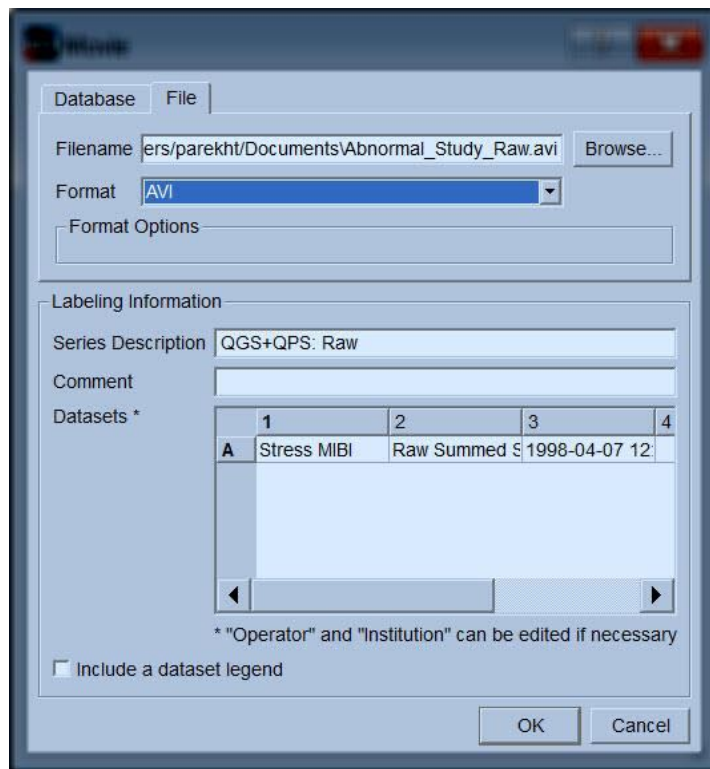 Movie
Database File
Filename ers/parekht/Documents\Abnormal_Study_Raw.avi Browse...
Format AVI
Format Options
Labeling Information
Series Description QGS+QPS: Raw
Comment
Datasets *
1 2 3 4
A Stress MIBI Raw Summed S 1998-04-07 12:
* "Operator" and "Institution" can be edited if necessary
Include a dataset legend
OK Cancel